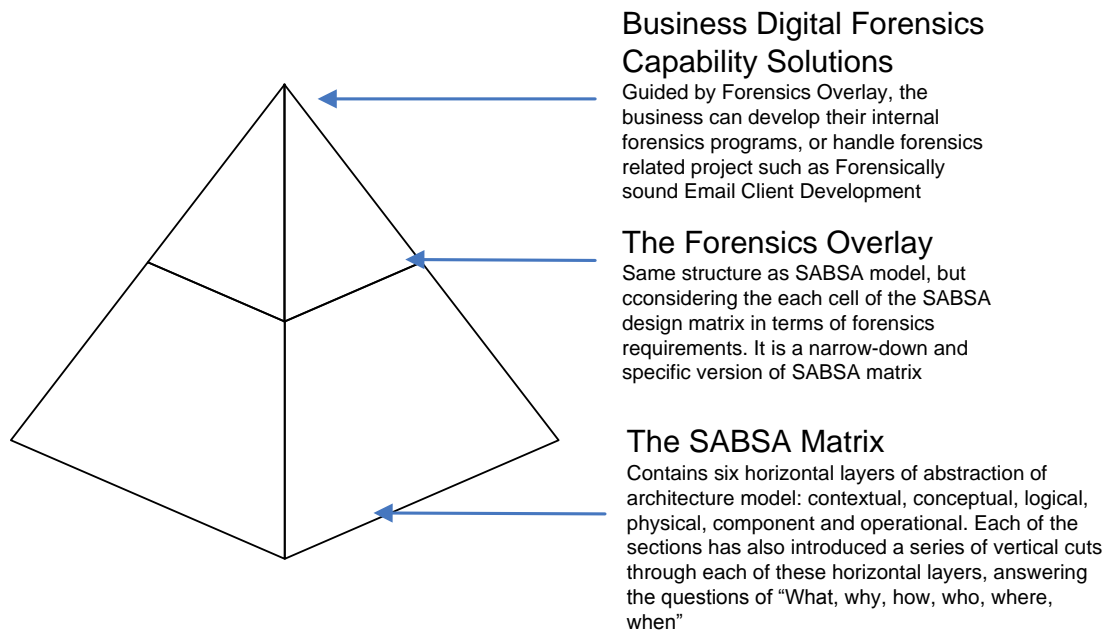 Business Digital Forensics
Capability Solutions
Guided by Forensics Overlay, the
business can develop their internal
forensics programs, or handle forensics
related project such as Forensically
sound Email Client Development
The Forensics Overlay
Same structure as SABSA model, but
cconsidering the each cell of the SABSA
design matrix in terms of forensics
requirements. It is a narrow-down and
specific version of SABSA matrix
The SABSA Matrix
Contains six horizontal layers of abstraction of
architecture model: contextual, conceptual, logical,
physical, component and operational. Each of the
sections has also introduced a series of vertical cuts
through each of these horizontal layers, answering
the questions of “What, why, how, who, where,
when”